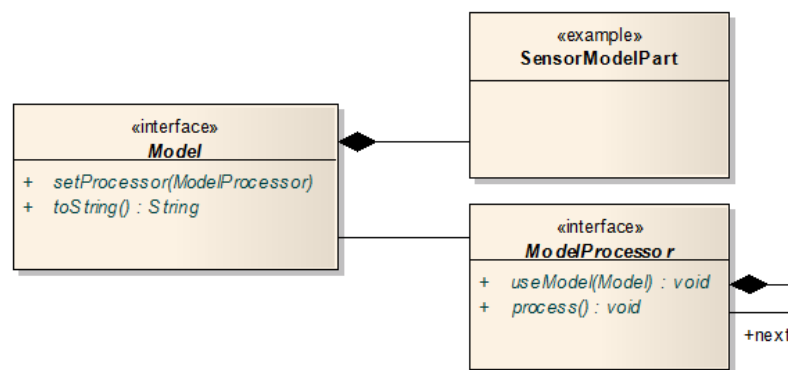 «example»
SensorModelPart
«interface»
Model
+ setProcessor(ModelProcessor)
+ toString() : String
«interface»
ModelProcessor
+ useModel(Model) : void
+ process() : void
+next